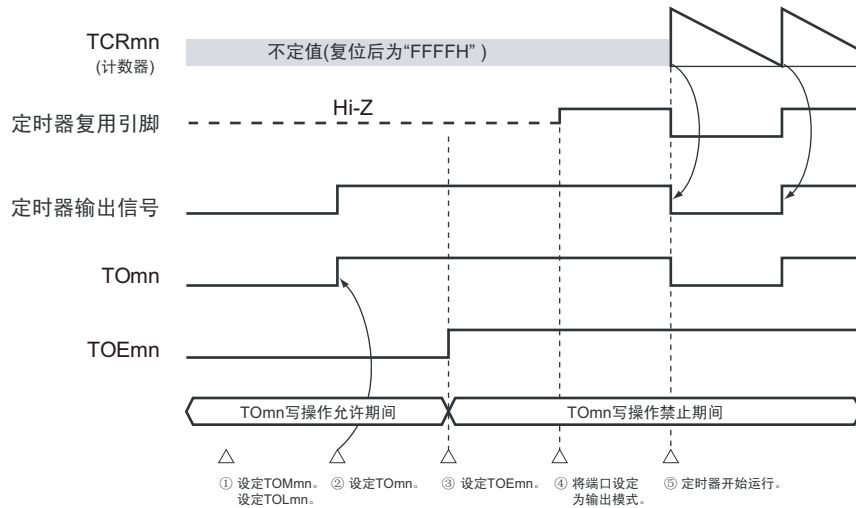 TCRmn
(计数器)
不定值(复位后为“FFFFH” )
Hi-Z
定时器复用引脚
定时器输出信号
TOmn
TOEmn
TOmn写操作允许期间
TOmn写操作禁止期间
① 设定TOMmn。
设定TOLmn。
② 设定TOmn。
③ 设定TOEmn。
④ 将端口设定
为输出模式。
⑤ 定时器开始运行。